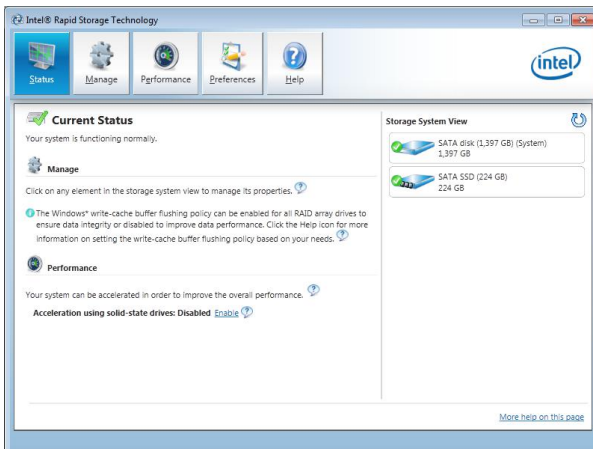 Intel® Rapid Storage Technology
Status
Manage
Performance
Preferences
Help
intel
Current Status
Your system is functioning normally.
Manage
Click on any element in the storage system view to manage its properties.
The Windows* write-cache buffer flushing policy can be enabled for all RAID array drives to
ensure data integrity or disabled to improve data performance. Click the Help icon for more
information on setting the write-cache buffer flushing policy based on your needs.
Performance
Your system can be accelerated in order to improve the overall performance.
Acceleration using solid-state drives: Disabled Enable
Storage System View
SATA disk (1,397 GB) (System)
1,397 GB
SATA SSD (224 GB)
224 GB
More help on this page